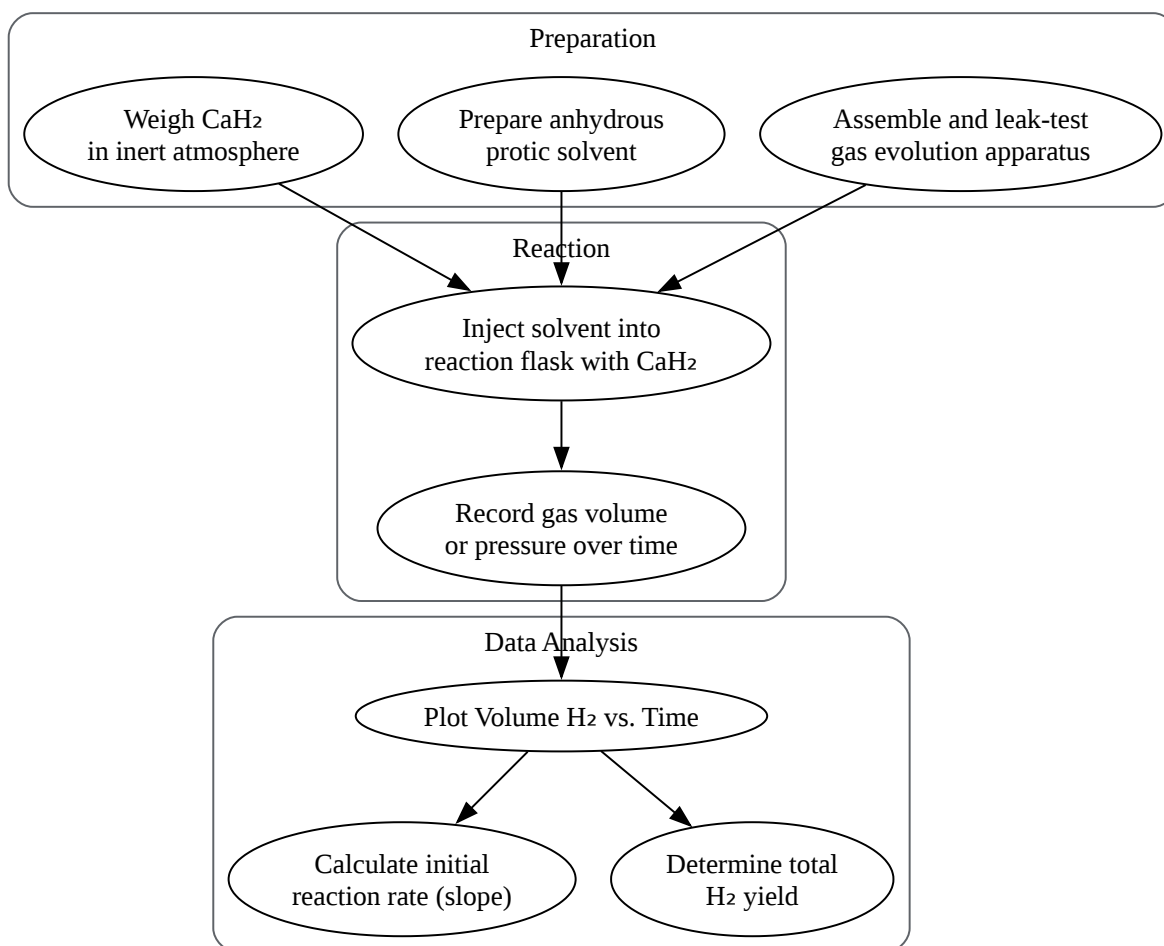 Preparation
Weigh CaH₂
in inert atmosphere
Prepare anhydrous
protic solvent
Assemble and leak-test
gas evolution apparatus
Reaction
Inject solvent into
reaction flask with CaH₂
Record gas volume
or pressure over time
Data Analysis
Plot Volume H₂ vs. Time
Calculate initial
reaction rate (slope)
Determine total
H₂ yield